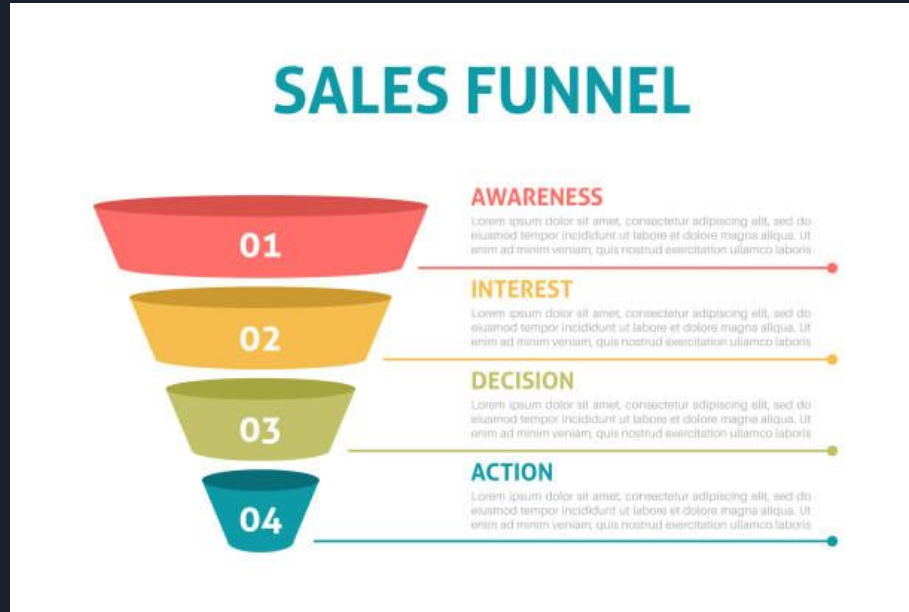 SALES FUNNEL
01
AWARENESS
Lorem ipsum dolor sit amet, consectetur adipiscing elit, sed do
eiusmod tempor incididunt ut labore et dolore magna aliqua. Ut
enim ad minim veniam, quis nostrud exercitation ullamco laboris
02
INTEREST
Lorem ipsum dolor sit amet, consectetur adipiscing elit, sed do
eiusmod tempor incididunt ut labore et dolore magna aliqua. Ut
enim ad minim veniam, quis nostrud exercitation ullamco laboris
03
DECISION
Lorem ipsum dolor sit amet, consectetur adipiscing elit, sed do
eiusmod tempor incididunt ut labore et dolore magna aliqua. Ut
enim ad minim veniam, quis nostrud exercitation ullamco laboris
04
ACTION
Lorem ipsum dolor sit amet, consectetur adipiscing elit, sed do
eiusmod tempor incididunt ut labore et dolore magna aliqua. Ut
enim ad minim veniam, quis nostrud exercitation ullamco laboris